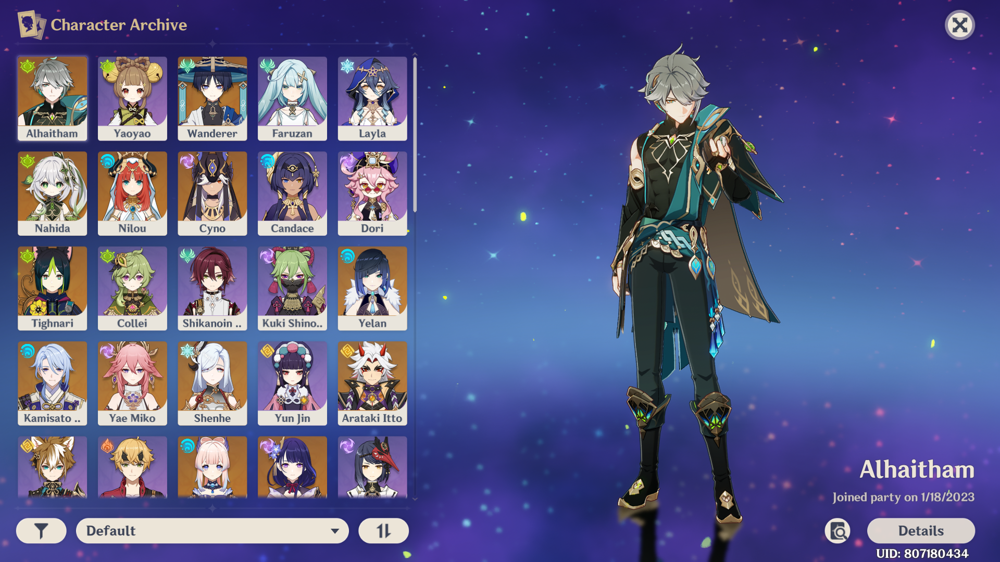 Character Archive
Alhaitham
Yaoyao
Wanderer
Faruzan
Layla
Nahida
Nilou
Cyno
Candace
Dori
Tighnari
Collei
Shikanoin ..
Kuki Shino..
Yelan
Kamisato ..
Yae Miko
Shenhe
Yun Jin
Arataki Itto
Default
Alhaitham
Joined party on 1/18/2023
Details
UID: 807180434